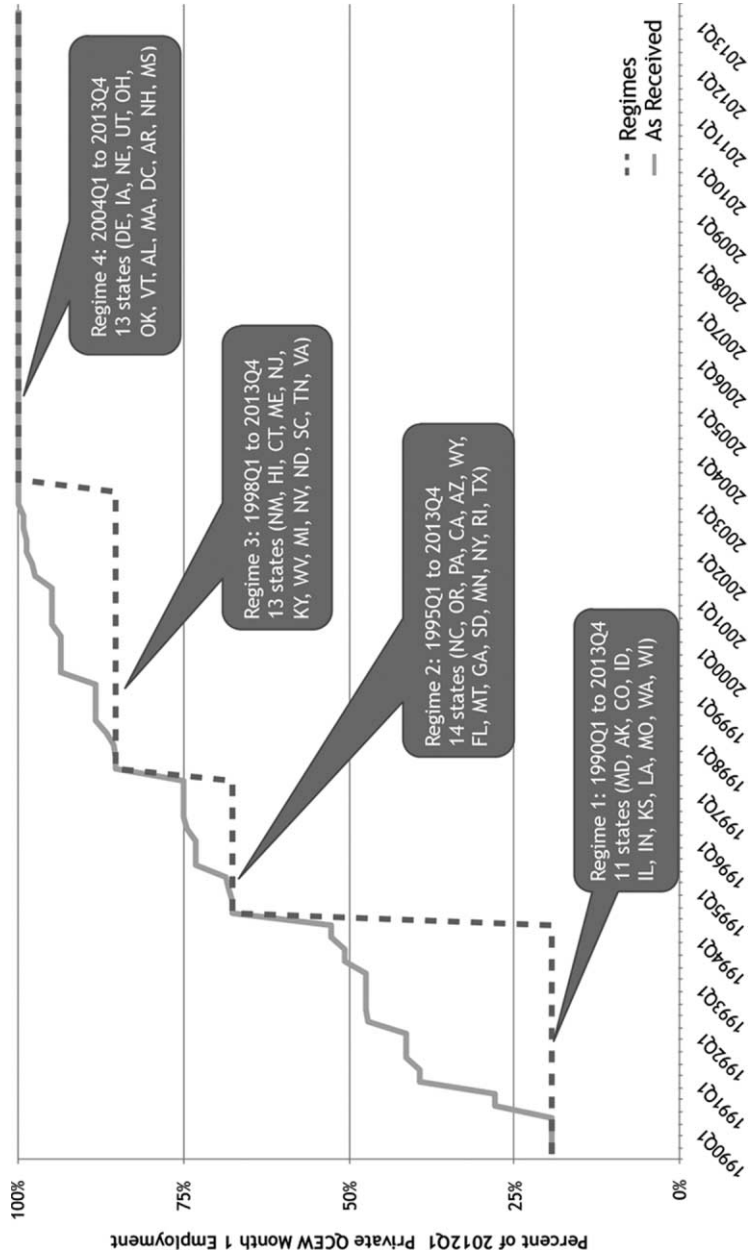 Percent of 2012Q1 Private QCEW Month 1 Employment
100%
75%
50%
25%
0%
Regime 4: 2004Q1 to 2013Q4
13 states (DE, IA, NE, UT, OH,
OK, VT, AL, MA, DC, AR, NH, MS)
Regime 3: 1998Q1 to 2013Q4
13 states (NM, HI, CT, ME, NJ,
KY, WV, MI, NV, ND, SC, TN, VA)
Regime 2: 1995Q1 to 2013Q4
14 states (NC, OR, PA, CA, AZ, WY,
FL, MT, GA, SD, MN, NY, RI, TX)
Regime 1: 1990Q1 to 2013Q4
11 states (MD, AK, CO, ID,
IL, IN, KS, LA, MO, WA, WI)
Regimes
As Received
1990Q1
1991Q1
1992Q1
1993Q1
1994Q1
1995Q1
1996Q1
1997Q1
1998Q1
1999Q1
2000Q1
2001Q1
2002Q1
2003Q1
2004Q1
2005Q1
2006Q1
2007Q1
2008Q1
2009Q1
2010Q1
2011Q1
2012Q1
2013Q1